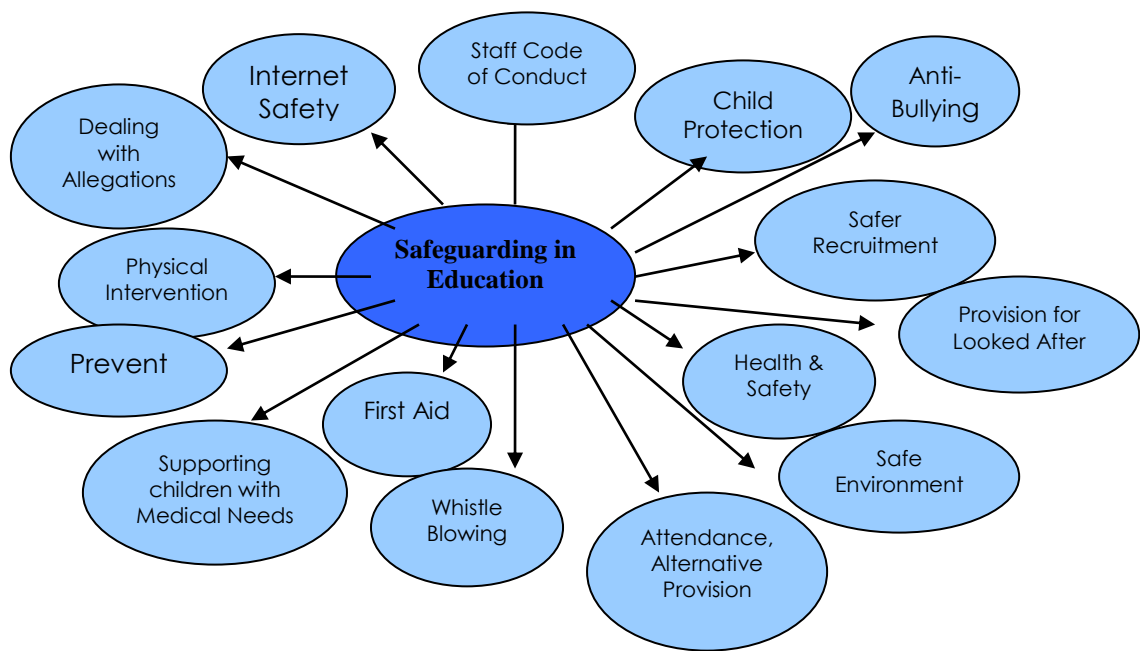 Staff Code
of Conduct
Internet
Safety
Anti-
Bullying
Child
Protection
Dealing
with
Allegations
Safer
Recruitment
Safeguarding in
Education
Physical
Intervention
Provision for
Looked After
Prevent
Health &
Safety
First Aid
Safe
Environment
Supporting
children with
Medical Needs
Whistle
Blowing
Attendance,
Alternative
Provision